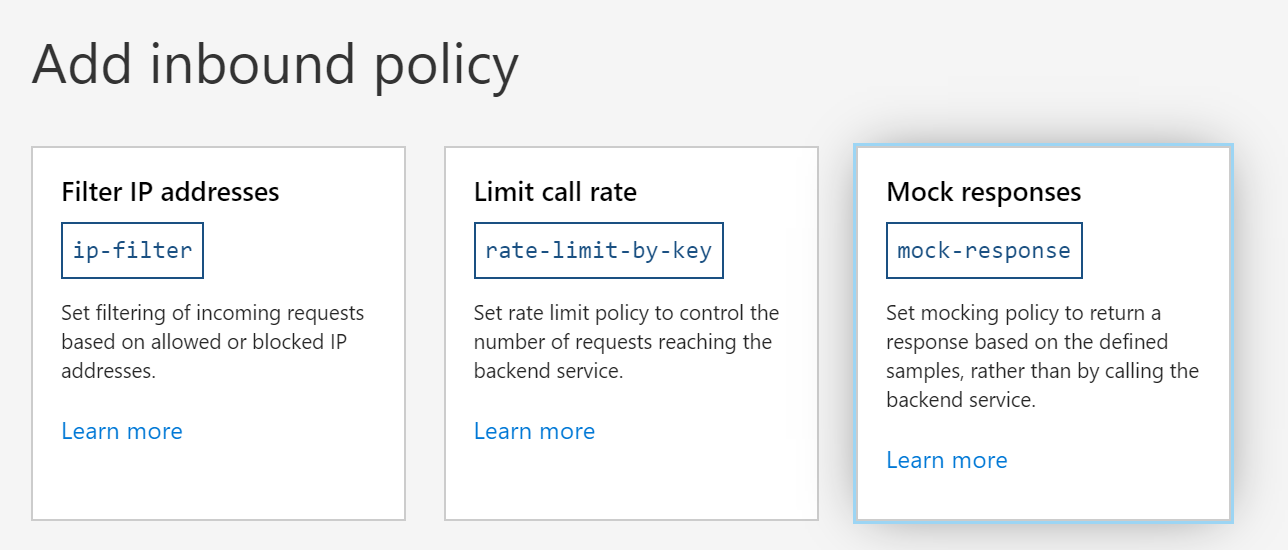 Add inbound policy
Filter IP addresses
ip-filter
Set filtering of incoming requests
based on allowed or blocked IP
addresses.
Learn more
Limit call rate
rate-limit-by-key
Set rate limit policy to control the
number of requests reaching the
backend service.
Learn more
Mock responses
mock-response
Set mocking policy to return a
response based on the defined
samples, rather than by calling the
backend service.
Learn more